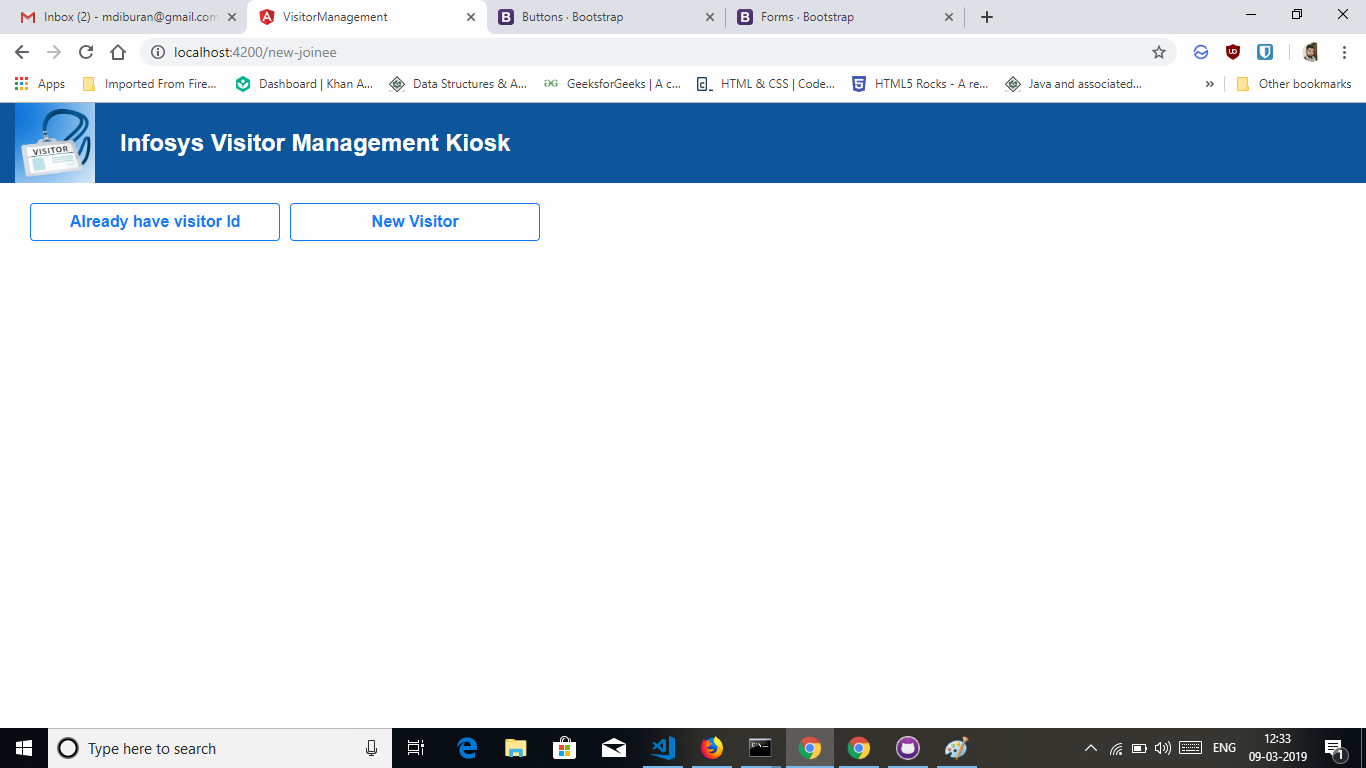 Inbox (2) - mdiburan@gmail.com
VisitorManagement
Buttons · Bootstrap
Forms · Bootstrap
localhost:4200/new-joinee
Apps
Imported From Fire...
Dashboard | Khan A...
Data Structures & A...
GeeksforGeeks | A c...
HTML & CSS | Code...
HTML5 Rocks - A re...
Java and associated...
Other bookmarks
VISITOR
Infosys Visitor Management Kiosk
Already have visitor Id
New Visitor
Type here to search
ENG
12:33
09-03-2019
1